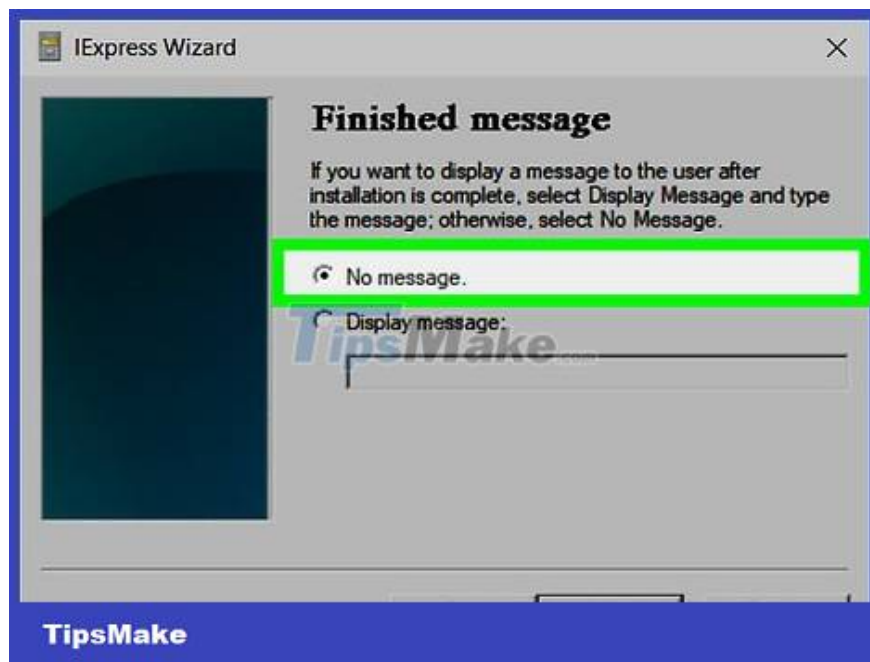 IExpress Wizard
Finished message
If you want to display a message to the user after
installation is complete, select Display Message and type
the message; otherwise, select No Message.
No message.
Display message:
TipsMake.com
TipsMake